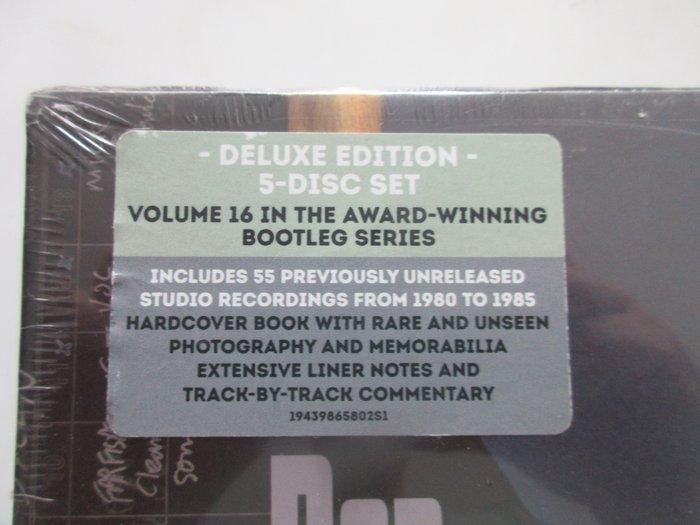 - DELUXE EDITION -
5-DISC SET
VOLUME 16 IN THE AWARD-WINNING
BOOTLEG SERIES
INCLUDES 55 PREVIOUSLY UNRELEASED
STUDIO RECORDINGS FROM 1980 TO 1985
HARDCOVER BOOK WITH RARE AND UNSEEN
PHOTOGRAPHY AND MEMORABILIA
EXTENSIVE LINER NOTES AND
TRACK-BY-TRACK COMMENTARY
19439865802S1